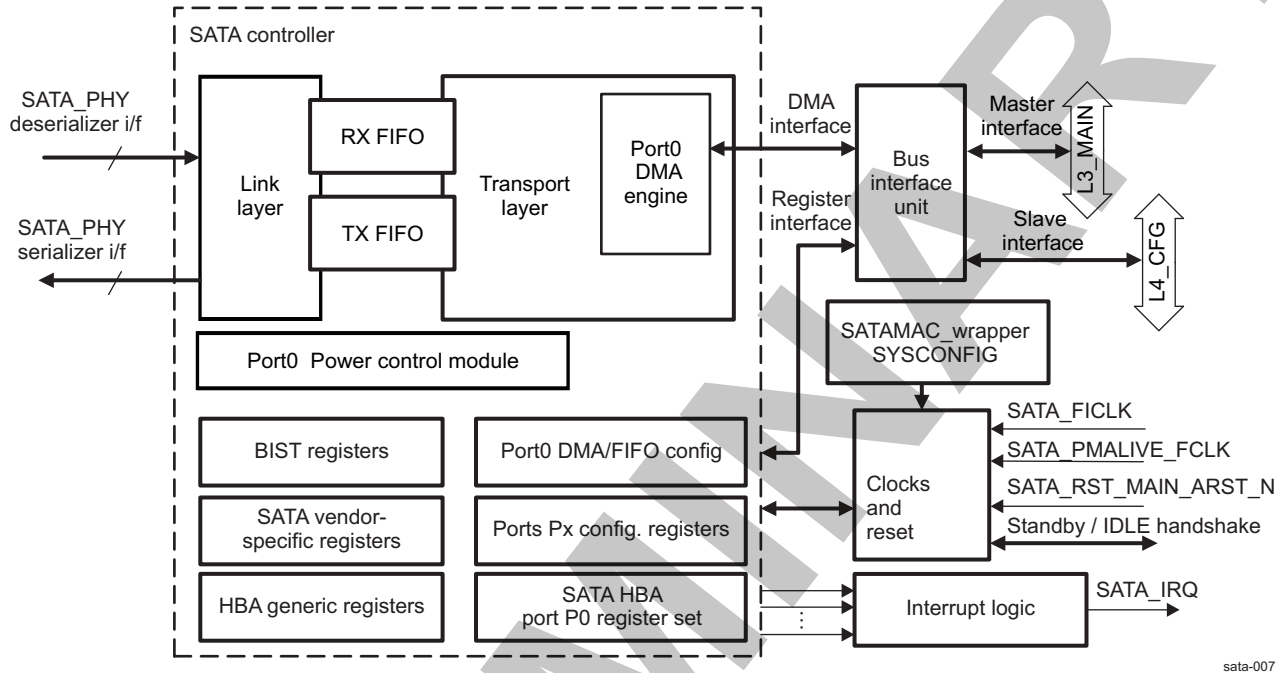 SATA controller
SATA_PHY
deserializer i/f
SATA_PHY
serializer i/f
Link
layer
RX FIFO
TX FIFO
Transport
layer
Port0
DMA
engine
DMA
interface
Register
interface
Bus
interface
unit
Master
interface
L3_MAIN
Slave
interface
L4_CFG
Port0 Power control module
SATAMAC_wrapper
SYSCONFIG
BIST registers
Port0 DMA/FIFO config
SATA vendor-
specific registers
Ports Px config. registers
HBA generic registers
SATA HBA
port P0 register set
Clocks
and
reset
SATA_FICLK
SATA_PMALIVE_FCLK
SATA_RST_MAIN_ARST_N
Standby / IDLE handshake
...
Interrupt logic
SATA_IRQ
sata-007